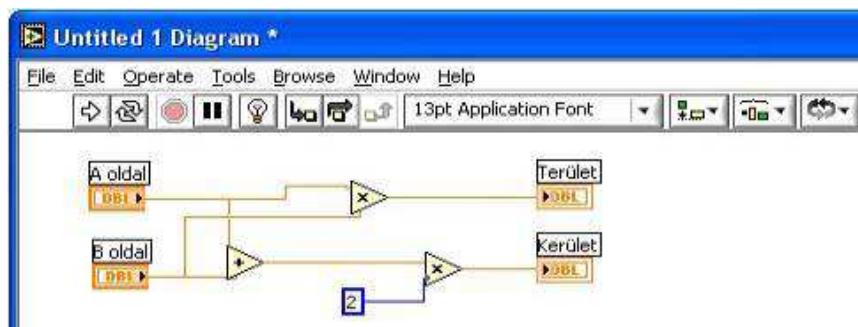 Untitled 1 Diagram *
File Edit Operate Tools Browse Window Help
13pt Application Font
A oldal
DBL
Terület
DBL
B oldal
DBL
Kerület
DBL
2